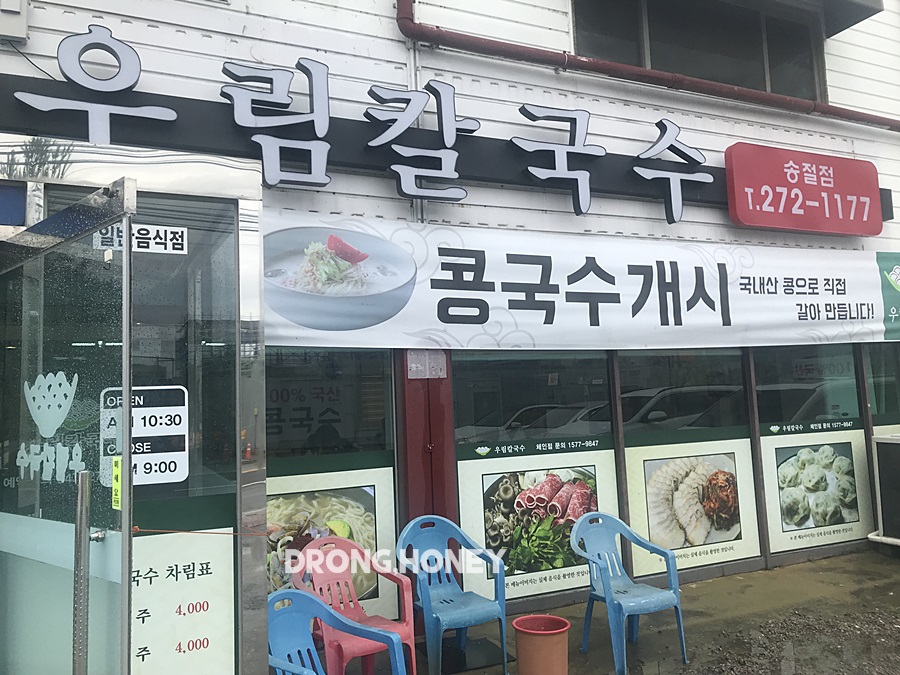 우림칼국수
송절점
T.272-1177
일반음식점
콩국수개시
국내산 콩으로 직접
갈아 만듭니다!
100% 국산
콩국수
OPEN
AM 10:30
CLOSE
PM 9:00
우림칼국수 체인점 문의 1577-9847
우림칼국수 체인점 문의 1577-9847
DRONG HONEY
국수 차림표
주 4,000
주 4,000